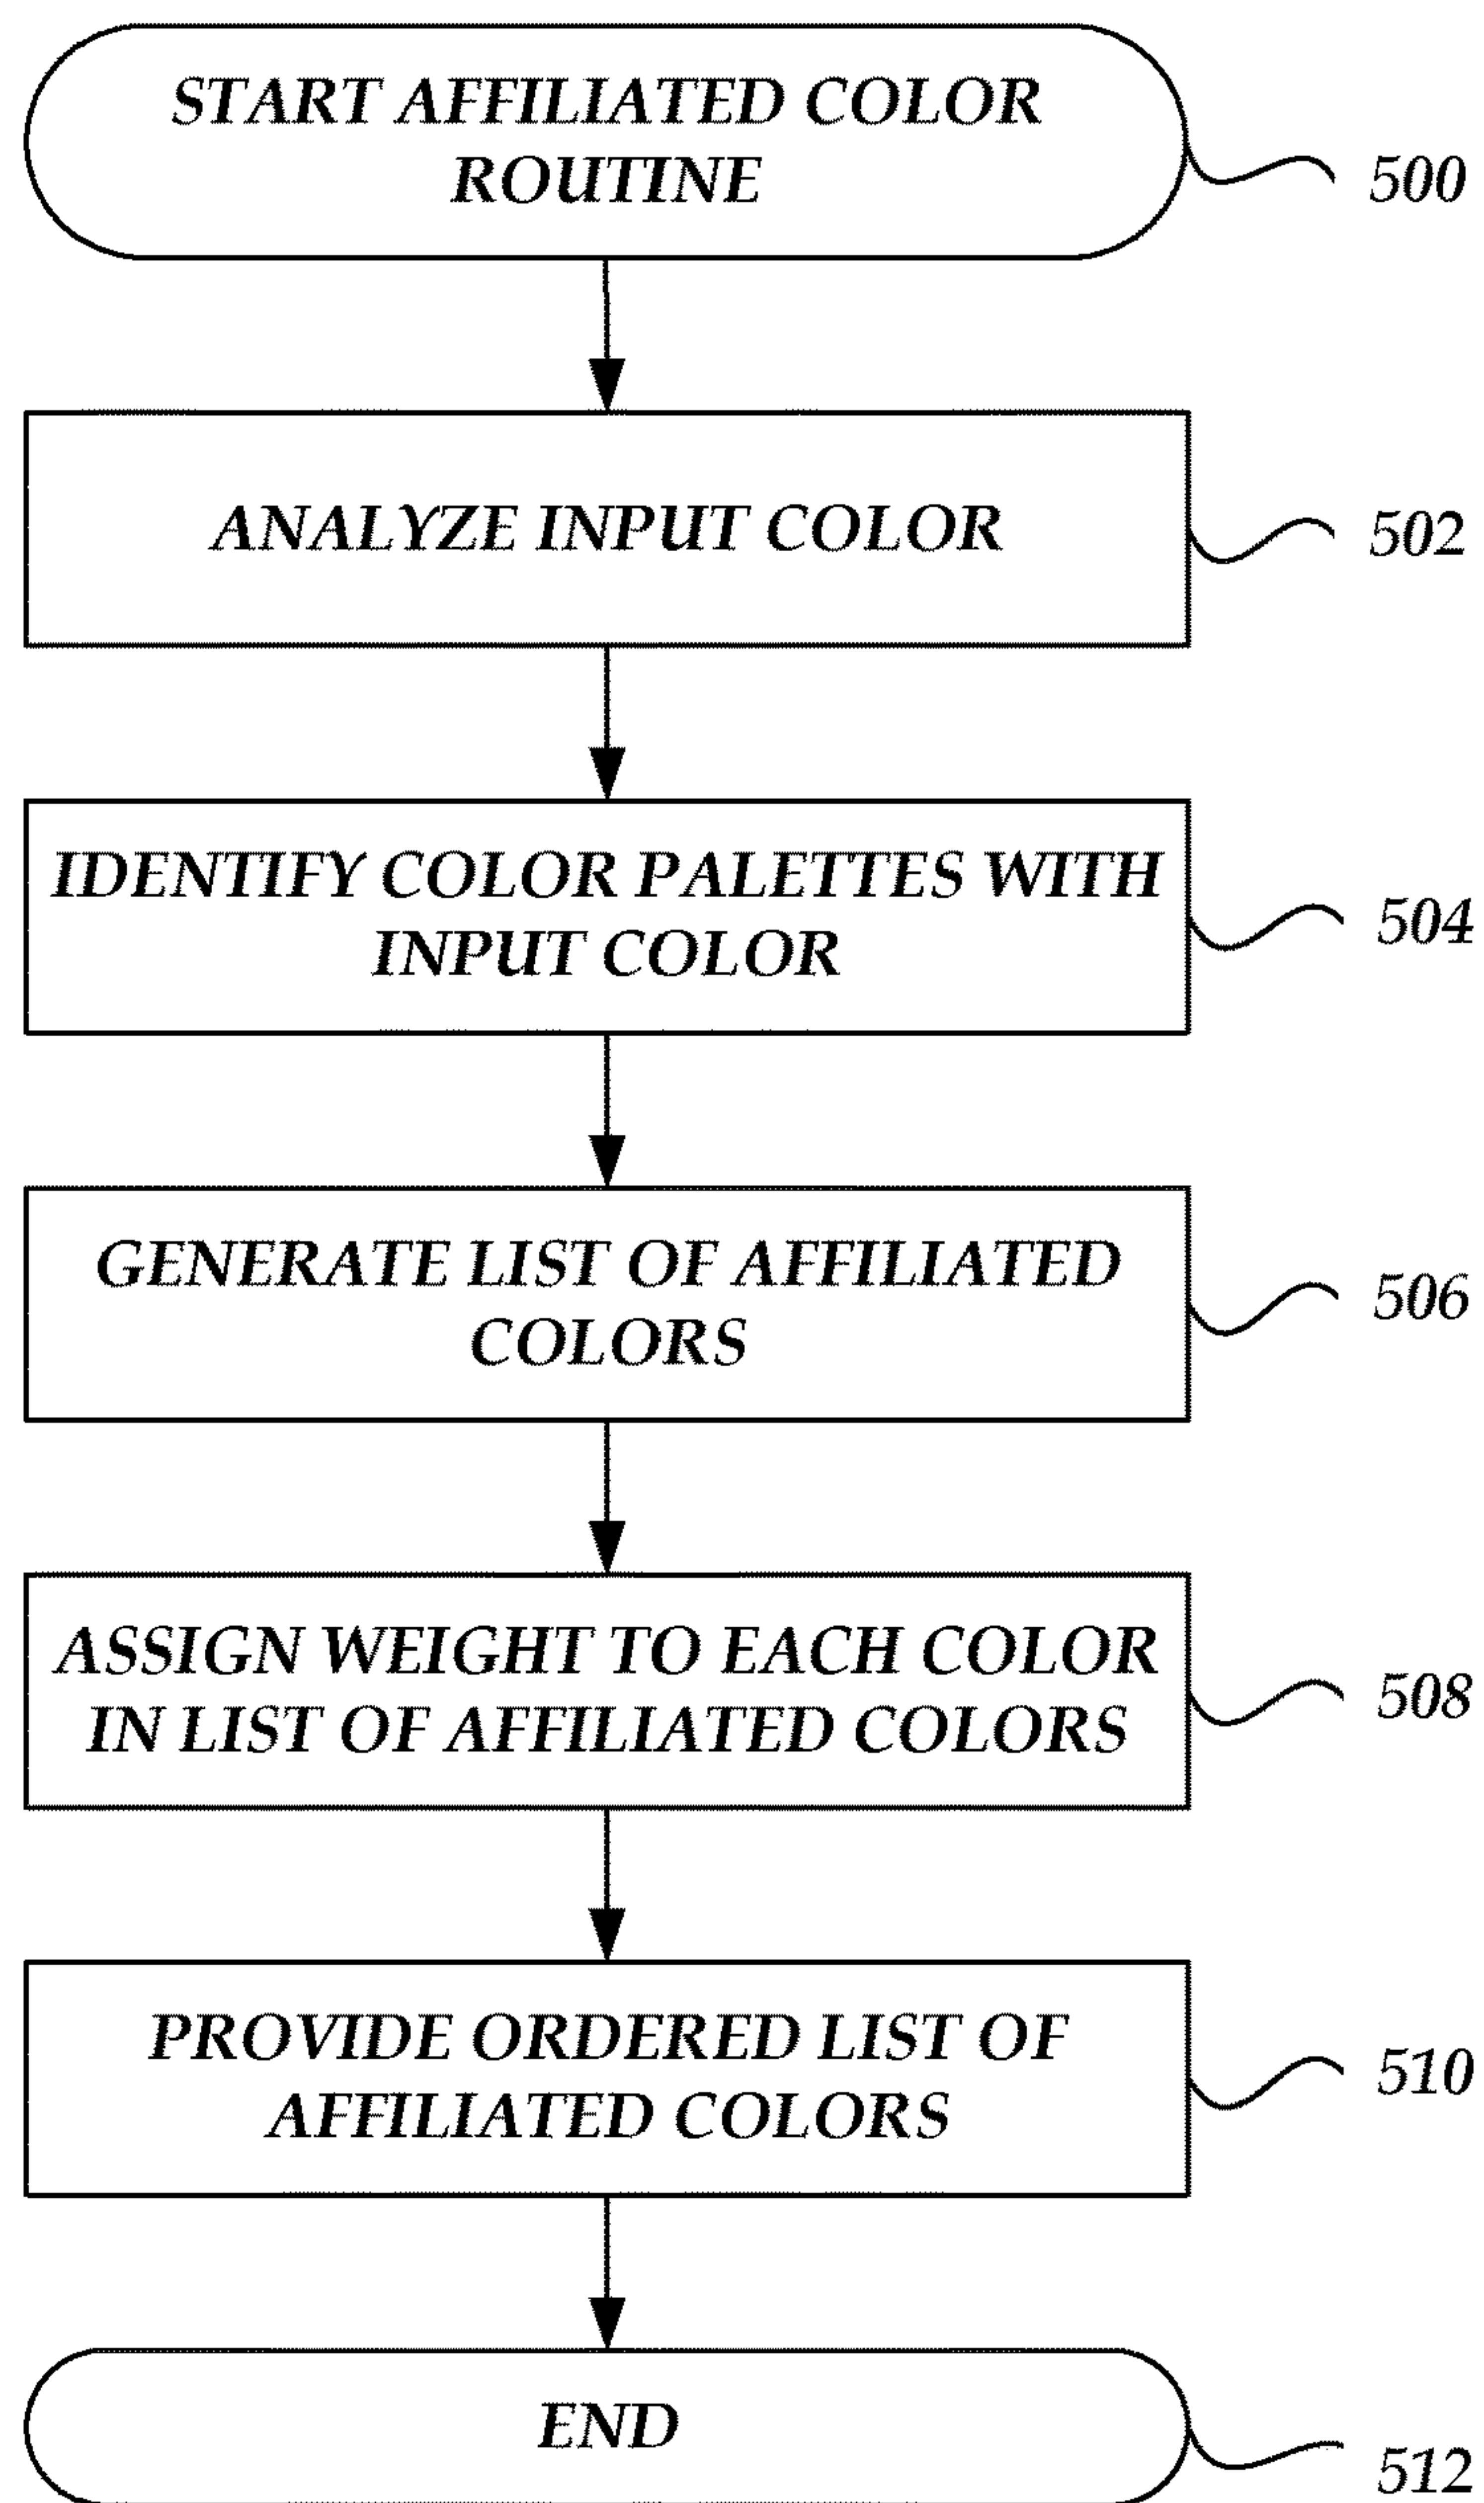 START AFFILIATED COLOR
ROUTINE
500
ANALYZE INPUT COLOR
502
IDENTIFY COLOR PALETTES WITH
INPUT COLOR
504
GENERATE LIST OF AFFILIATED
COLORS
506
ASSIGN WEIGHT TO EACH COLOR
IN LIST OF AFFILIATED COLORS
508
PROVIDE ORDERED LIST OF
AFFILIATED COLORS
510
END
512